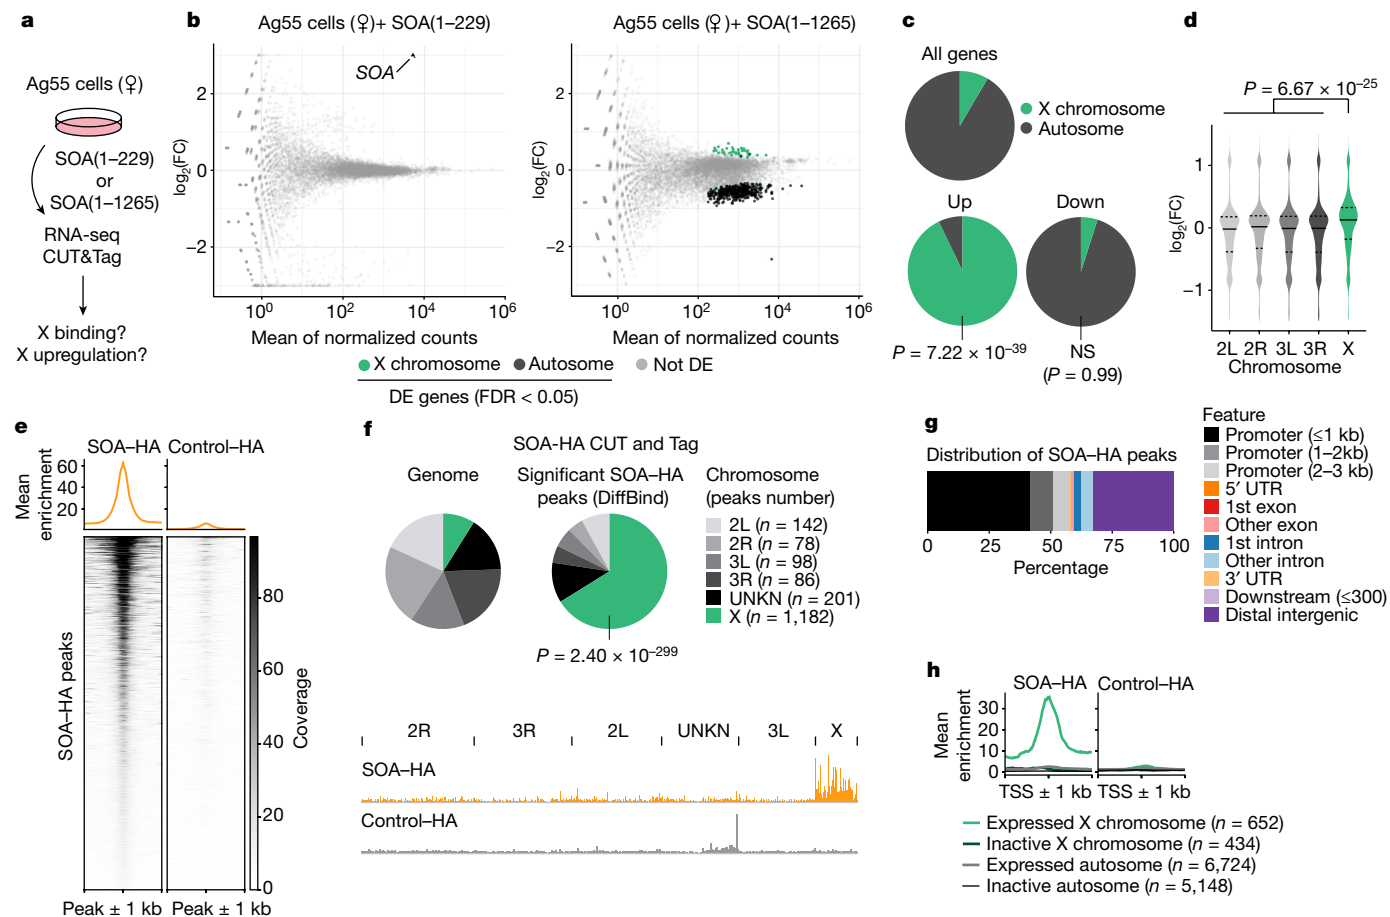 a
Ag55 cells (♀)
SOA(1–229)
or
SOA(1–1265)
RNA-seq
CUT&Tag
X binding?
X upregulation?
b
Ag55 cells (♀)+ SOA(1–229)
log2(FC)
2
0
−2
SOA
10^0
10^2
10^4
10^6
Mean of normalized counts
Ag55 cells (♀)+ SOA(1–1265)
log2(FC)
2
0
−2
10^0
10^2
10^4
10^6
Mean of normalized counts
X chromosome
Autosome
Not DE
DE genes (FDR < 0.05)
c
All genes
X chromosome
Autosome
Up
Down
P = 7.22 × 10^−39
NS
(P = 0.99)
d
P = 6.67 × 10^−25
log2(FC)
1
0
−1
2L 2R 3L 3R X
Chromosome
e
SOA–HA
Control–HA
Mean
enrichment
60
40
20
SOA–HA peaks
80
60
40
20
0
Coverage
Peak ± 1 kb
Peak ± 1 kb
f
SOA-HA CUT and Tag
Genome
Significant SOA–HA
peaks (DiffBind)
Chromosome
(peaks number)
2L (n = 142)
2R (n = 78)
3L (n = 98)
3R (n = 86)
UNKN (n = 201)
X (n = 1,182)
P = 2.40 × 10^−299
2R 3R 2L UNKN 3L X
SOA–HA
Control–HA
g
Distribution of SOA–HA peaks
0 25 50 75 100
Percentage
Feature
Promoter (≤1 kb)
Promoter (1–2kb)
Promoter (2–3 kb)
5′ UTR
1st exon
Other exon
1st intron
Other intron
3′ UTR
Downstream (≤300)
Distal intergenic
h
SOA–HA
Control–HA
Mean
enrichment
30
20
10
0
TSS ± 1 kb
TSS ± 1 kb
Expressed X chromosome (n = 652)
Inactive X chromosome (n = 434)
Expressed autosome (n = 6,724)
Inactive autosome (n = 5,148)